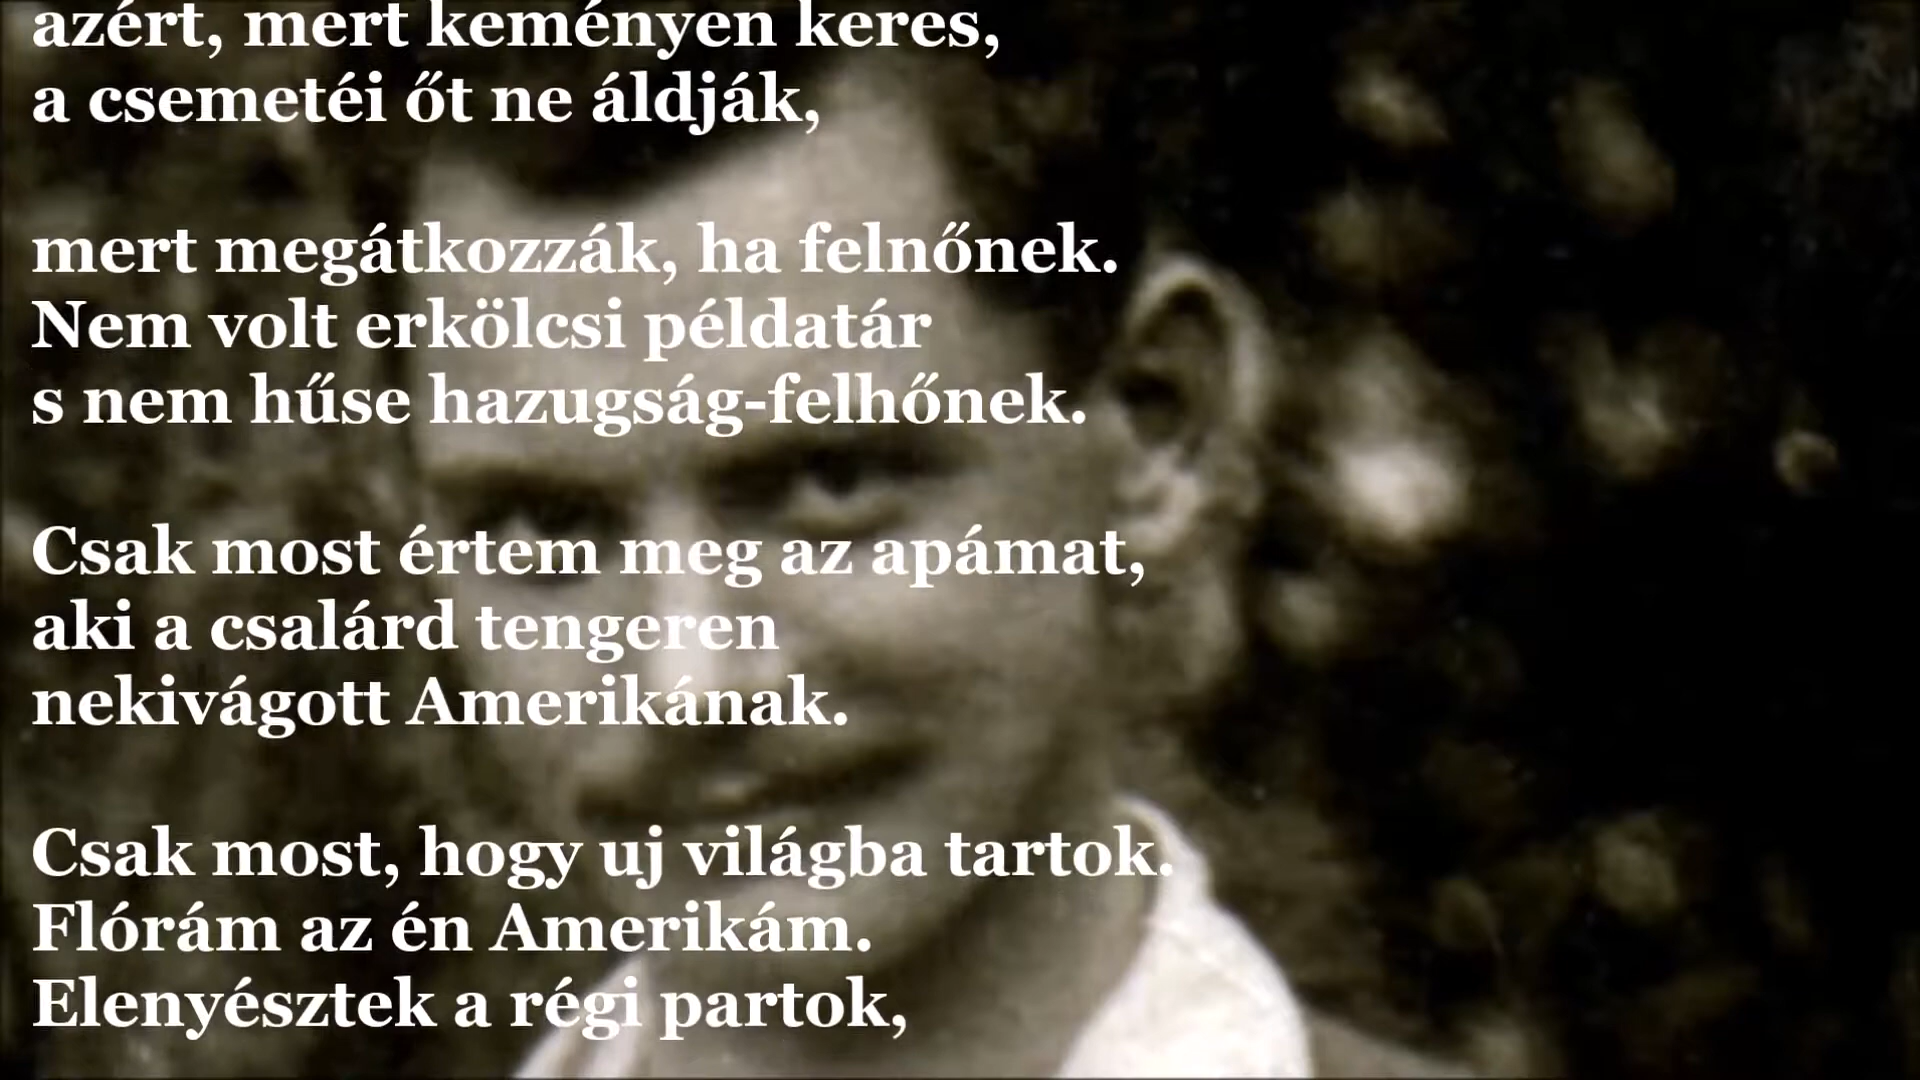 azért, mert keményen keres,
a csemetéi őt ne áldják,
mert megátkozzák, ha felnőnek.
Nem volt erkölcsi példatár
s nem hűse hazugság-felhőnek.
Csak most értem meg az apámat,
aki a csalárd tengeren
nekivágott Amerikának.
Csak most, hogy uj világba tartok.
Flórám az én Amerikám.
Elenyésztek a régi partok,